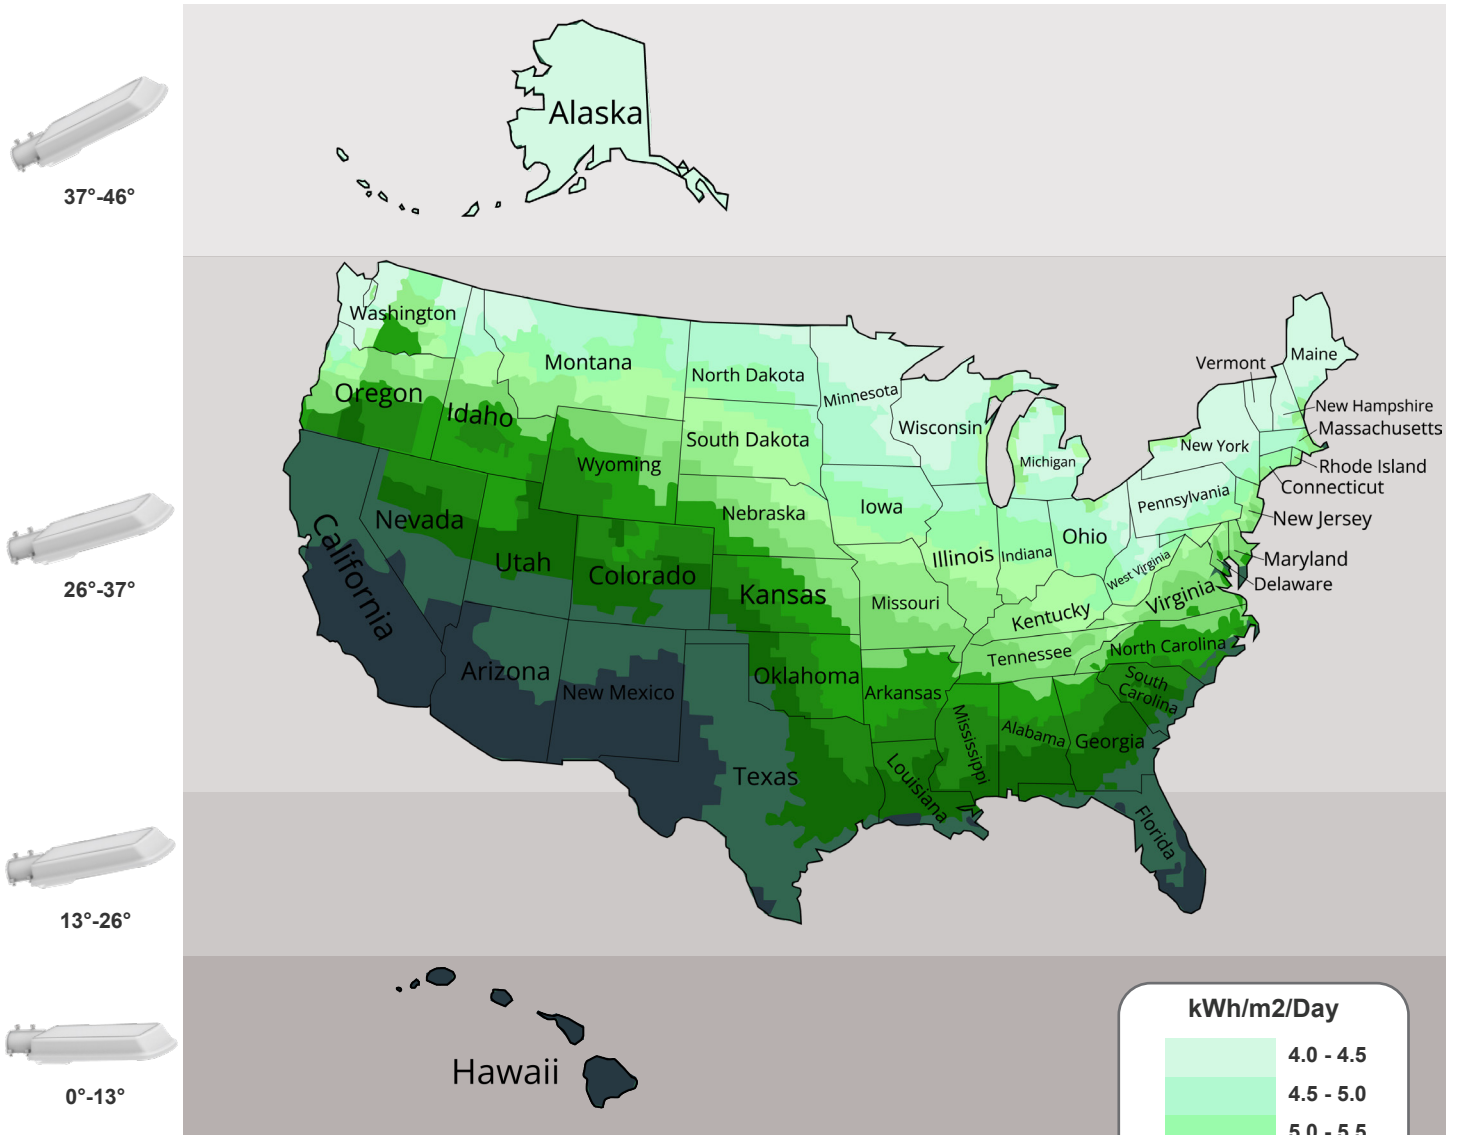 Alaska
37°-46°
Washington
Montana
North Dakota
Minnesota
Vermont
Maine
Oregon
Idaho
South Dakota
Wisconsin
Michigan
New York
New Hampshire
Massachusetts
Rhode Island
Connecticut
Wyoming
Nebraska
Iowa
Pennsylvania
New Jersey
California
Nevada
Utah
Colorado
Kansas
Illinois
Indiana
Ohio
West Virginia
Virginia
Maryland
Delaware
26°-37°
Missouri
Kentucky
Arizona
New Mexico
Oklahoma
Arkansas
Tennessee
North Carolina
South
Carolina
Texas
Louisiana
Mississippi
Alabama
Georgia
Florida
13°-26°
Hawaii
0°-13°
kWh/m2/Day
4.0 - 4.5
4.5 - 5.0
5.0 - 5.5